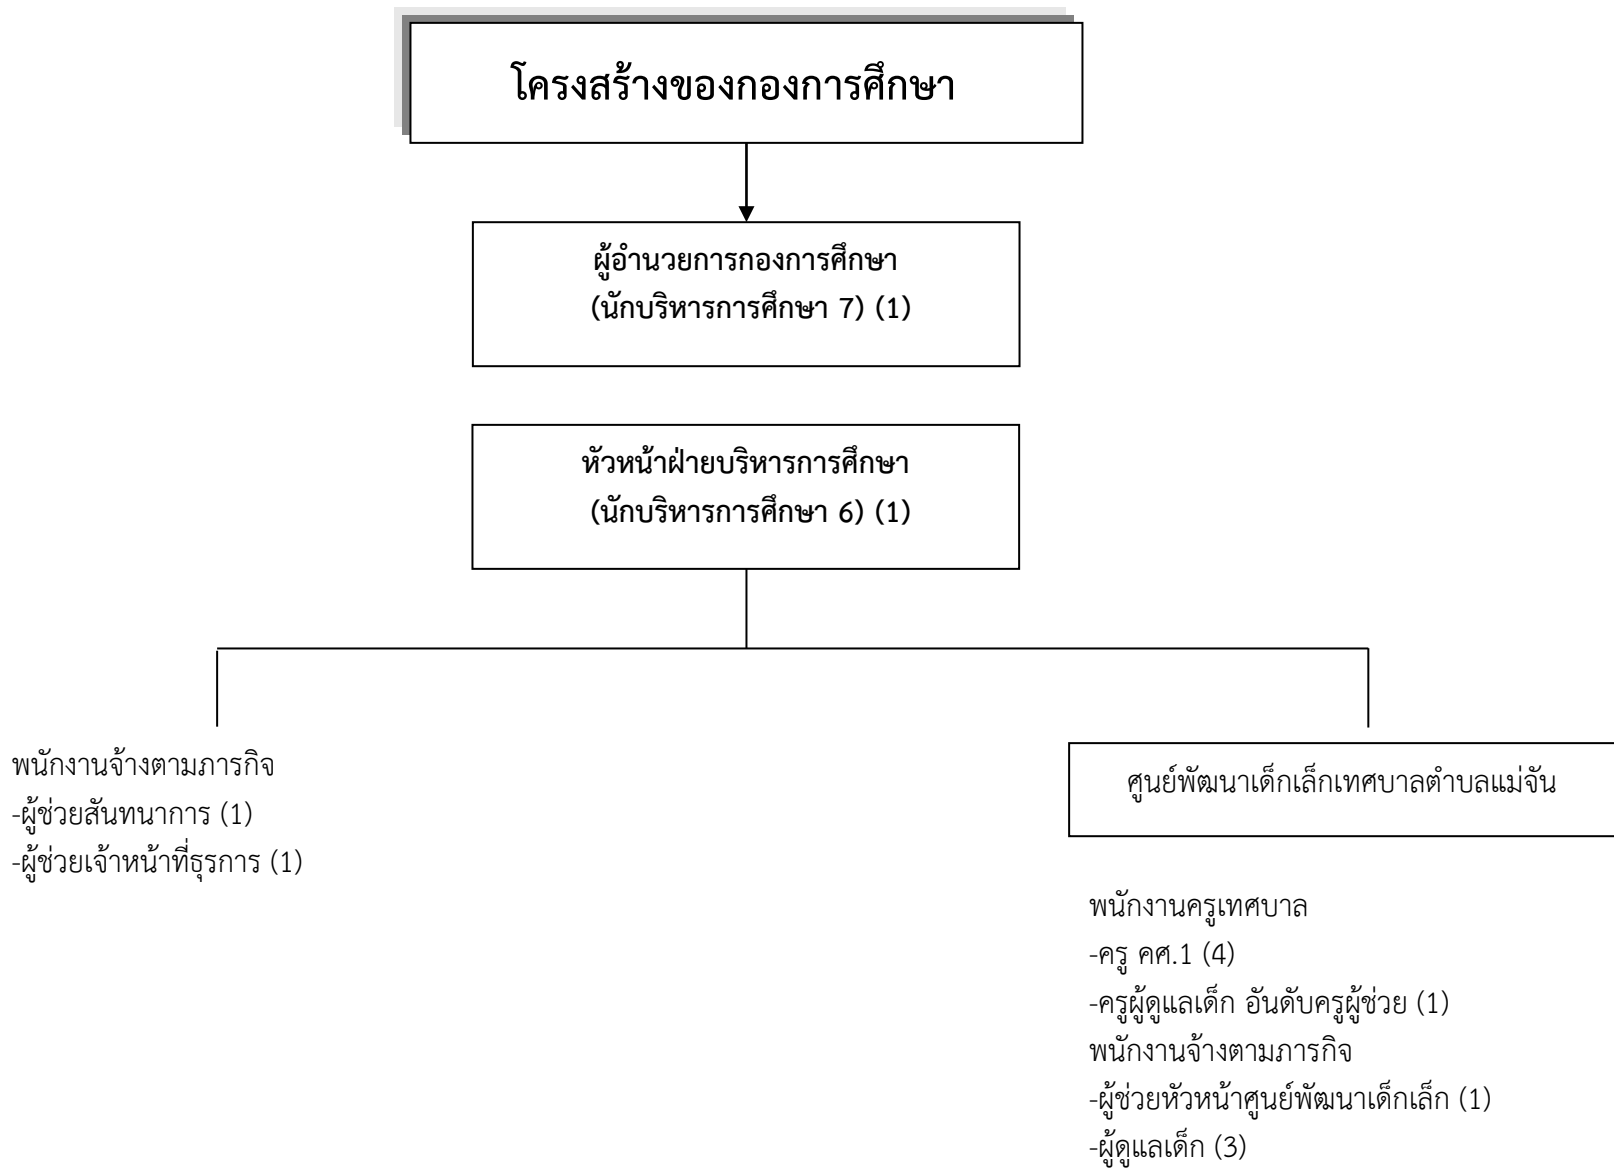 โครงสร้างของกองการศึกษา
ผู้อำนวยการกองการศึกษา
(นักบริหารการศึกษา 7) (1)
หัวหน้าฝ่ายบริหารการศึกษา
(นักบริหารการศึกษา 6) (1)
พนักงานจ้างตามภารกิจ
-ผู้ช่วยสันทนาการ (1)
-ผู้ช่วยเจ้าหน้าที่ธุรการ (1)
ศูนย์พัฒนาเด็กเล็กเทศบาลตำบลแม่จัน
พนักงานครูเทศบาล
-ครู คศ.1 (4)
-ครูผู้ดูแลเด็ก อันดับครูผู้ช่วย (1)
พนักงานจ้างตามภารกิจ
-ผู้ช่วยหัวหน้าศูนย์พัฒนาเด็กเล็ก (1)
-ผู้ดูแลเด็ก (3)